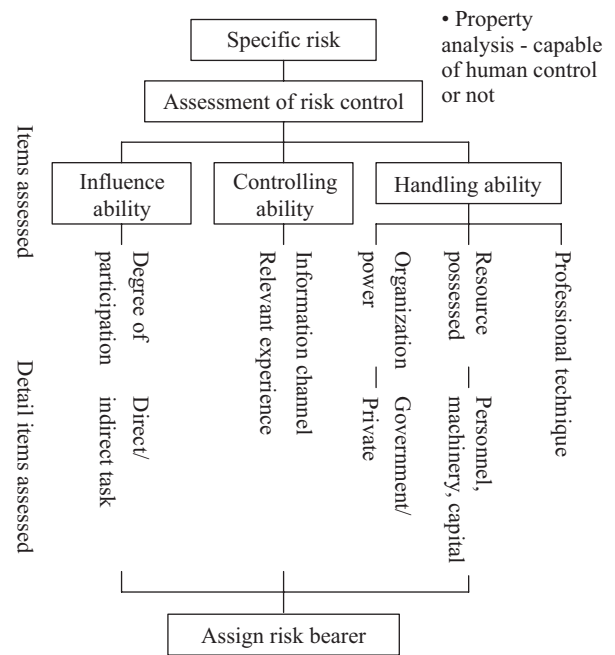 Specific risk
• Property
analysis - capable
of human control
or not
Assessment of risk control
Items assessed
Influence
ability
Controlling
ability
Handling ability
Degree of
participation
Information channel
Relevant experience
Organization
power
Resource
possessed
Professional technique
Detail items assessed
Direct/
indirect task
Government/
Private
Personnel,
machinery, capital
Assign risk bearer